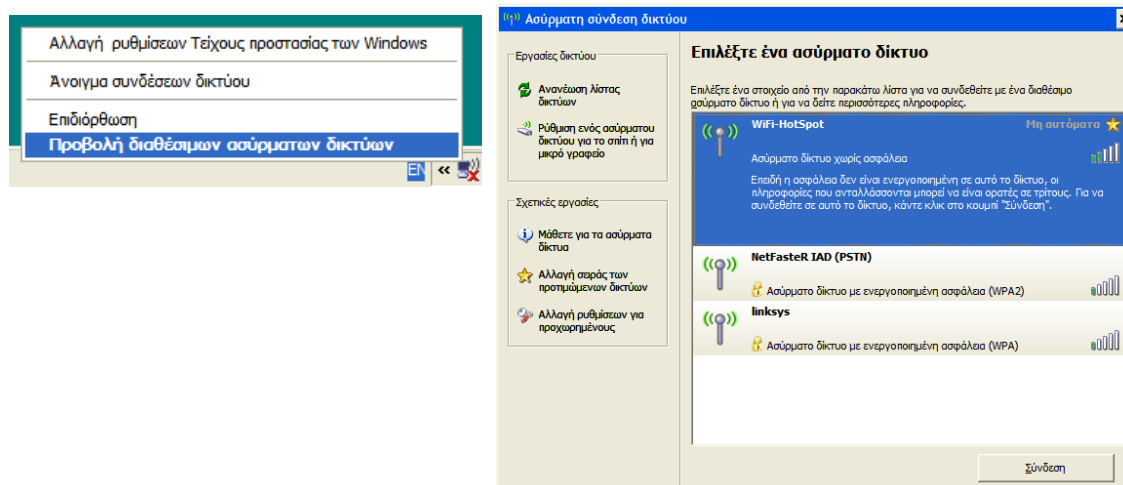 Αλλαγή ρυθμίσεων Τείχους προστασίας των Windows
Άνοιγμα συνδέσεων δικτύου
Επιδιόρθωση
Προβολή διαθέσιμων ασύρματων δικτύων
EN «
Ασύρματη σύνδεση δικτύου
Εργασίες δικτύου
Ανανέωση λίστας
δικτύων
Ρύθμιση ενός ασύρματου
δικτύου για το σπίτι ή για
μικρό γραφείο
Σχετικές εργασίες
Μάθετε για τα ασύρματα
δίκτυα
Αλλαγή σειράς των
προτιμώμενων δικτύων
Αλλαγή ρυθμίσεων για
προχωρημένους
Επιλέξτε ένα ασύρματο δίκτυο
Επιλέξτε ένα στοιχείο από την παρακάτω λίστα για να συνδεθείτε με ένα διαθέσιμο
ασύρματο δίκτυο ή για να δείτε περισσότερες πληροφορίες.
WiFi-HotSpot Μη αυτόματα
Ασύρματο δίκτυο χωρίς ασφάλεια
Επειδή η ασφάλεια δεν είναι ενεργοποιημένη σε αυτό το δίκτυο, οι
πληροφορίες που ανταλλάσσονται μπορεί να είναι ορατές σε τρίτους. Για να
συνδεθείτε σε αυτό το δίκτυο, κάντε κλικ στο κουμπί "Σύνδεση".
NetFasteR IAD (PSTN)
Ασύρματο δίκτυο με ενεργοποιημένη ασφάλεια (WPA2)
linksys
Ασύρματο δίκτυο με ενεργοποιημένη ασφάλεια (WPA)
Σύνδεση